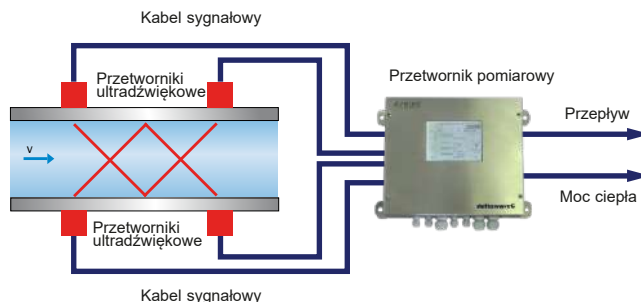 Kabel sygnałowy
Przetworniki
ultradźwiękowe
Przetwornik pomiarowy
Przepływ
v
Moc ciepła
Przetworniki
ultradźwiękowe
Kabel sygnałowy